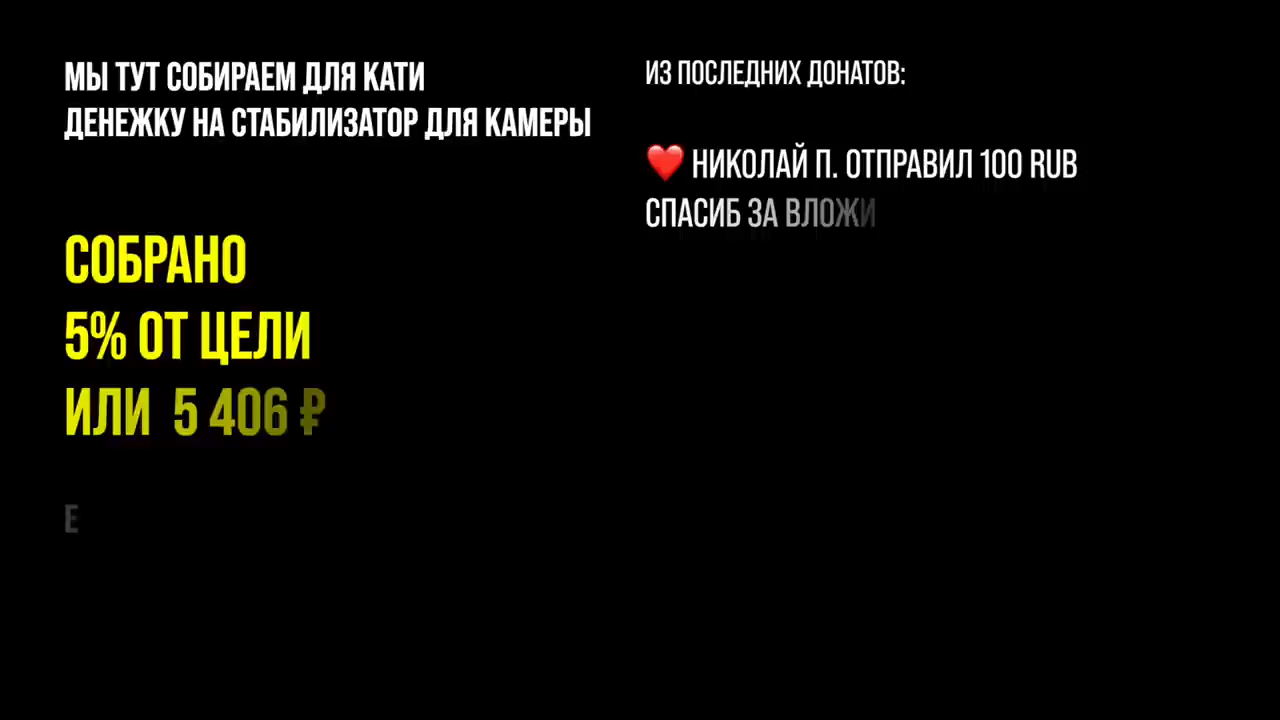 МЫ ТУТ СОБИРАЕМ ДЛЯ КАТИ
ДЕНЕЖКУ НА СТАБИЛИЗАТОР ДЛЯ КАМЕРЫ
СОБРАНО
5% ОТ ЦЕЛИ
ИЛИ 5 406 ₽
Е
ИЗ ПОСЛЕДНИХ ДОНАТОВ:
❤️ НИКОЛАЙ П. ОТПРАВИЛ 100 RUB
СПАСИБ ЗА ВЛОЖИ